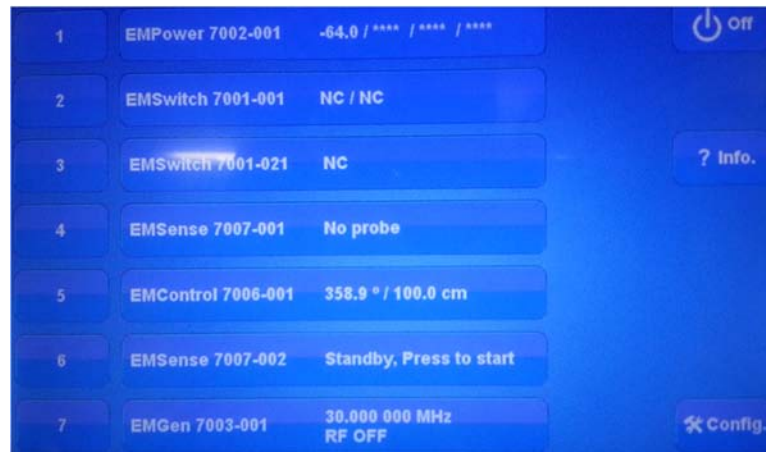 1 EMPower 7002-001 -64.0 / **** / **** / **** Off
2 EMSwitch 7001-001 NC / NC
3 EMSwitch 7001-021 NC ? Info.
4 EMSense 7007-001 No probe
5 EMControl 7006-001 358.9 º / 100.0 cm
6 EMSense 7007-002 Standby, Press to start
7 EMGen 7003-001 30.000 000 MHz
RF OFF
Config.